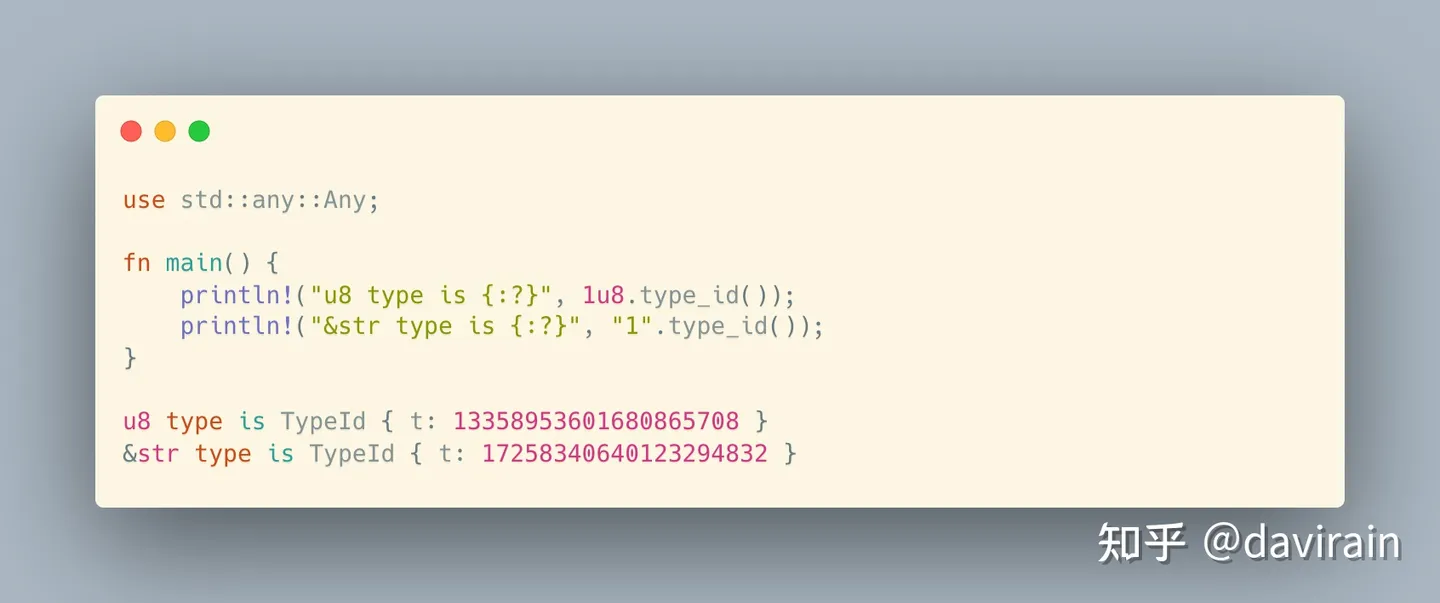 use std::any::Any;
fn main() {
    println!("u8 type is {:?}", 1u8.type_id());
    println!("&str type is {:?}", "1".type_id());
}
u8 type is TypeId { t: 13358953601680865708 }
&str type is TypeId { t: 17258340640123294832 }
知乎 @davirain